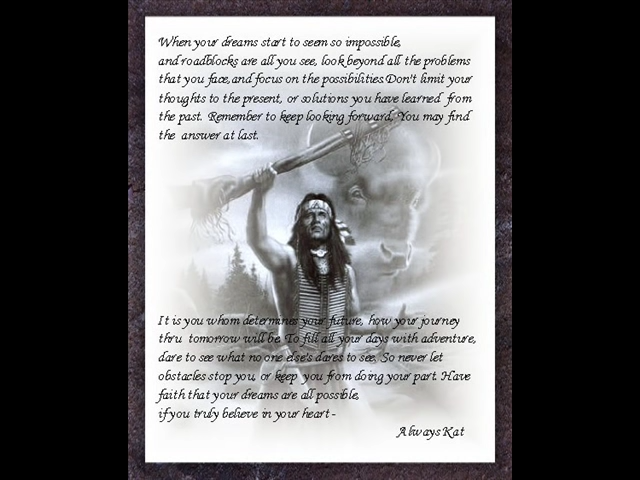 When your dreams start to seem so impossible,
and roadblocks are all you see, look beyond all the problems
that you face,and focus on the possibilities.Don't limit your
thoughts to the present, or solutions you have learned from
the past. Remember to keep looking forward. You may find
the answer at last.
It is you whom determines your future, how your journey
thru tomorrow will be. To fill all your days with adventure,
dare to see what no one else's dares to see. So never let
obstacles stop you, or keep you from doing your part. Have
faith that your dreams are all possible,
if you truly believe in your heart -
Always Kat